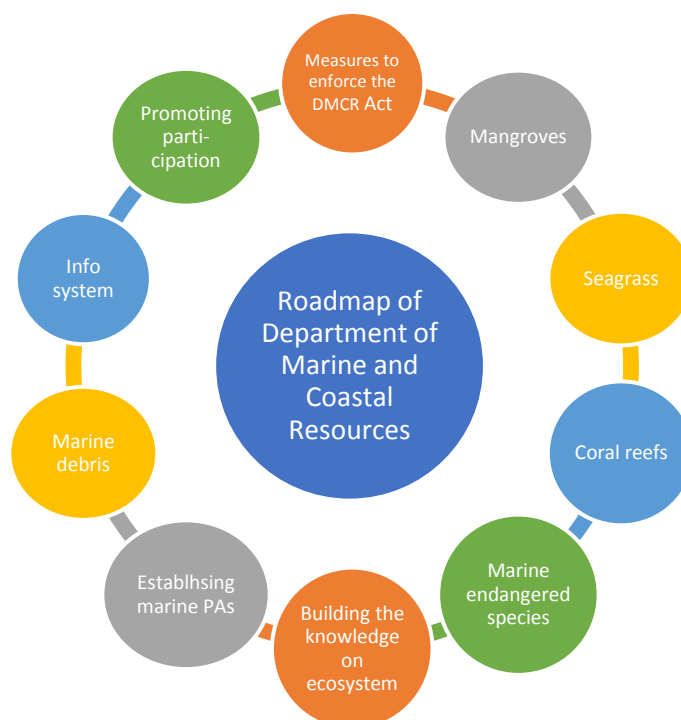 Measures to
enforce the
DMCR Act
Mangroves
Seagrass
Coral reefs
Marine
endangered
species
Building the
knowledge
on
ecosystem
Establhsing
marine PAs
Marine
debris
Info
system
Promoting
parti-
cipation
Roadmap of
Department of
Marine and
Coastal
Resources